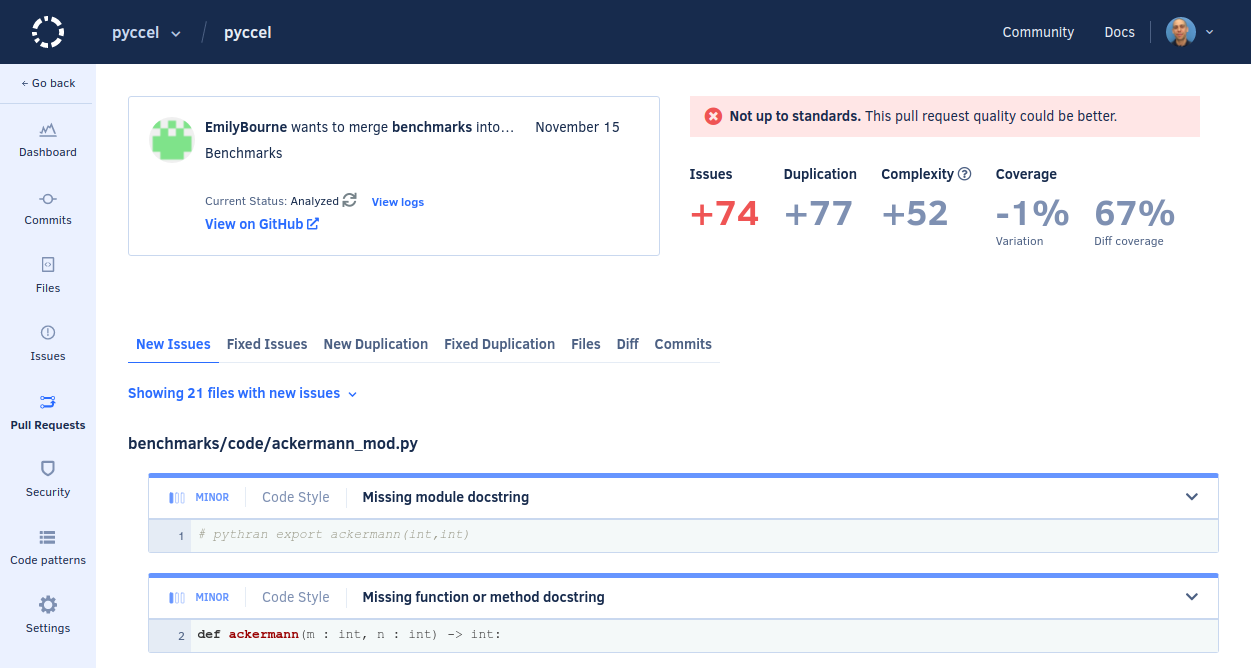 pyccel
pyccel
Community
Docs
← Go back
Dashboard
Commits
Files
Issues
Pull Requests
Security
Code patterns
Settings
EmilyBourne wants to merge benchmarks into…
November 15
Benchmarks
Current Status: Analyzed
View logs
View on GitHub
Not up to standards. This pull request quality could be better.
Issues
Duplication
Complexity
Coverage
+74
+77
+52
-1%
67%
Variation
Diff coverage
New Issues
Fixed Issues
New Duplication
Fixed Duplication
Files
Diff
Commits
Showing 21 files with new issues
benchmarks/code/ackermann_mod.py
MINOR
Code Style
Missing module docstring
1 # pythran export ackermann(int,int)
MINOR
Code Style
Missing function or method docstring
2 def ackermann(m : int, n : int) -> int: